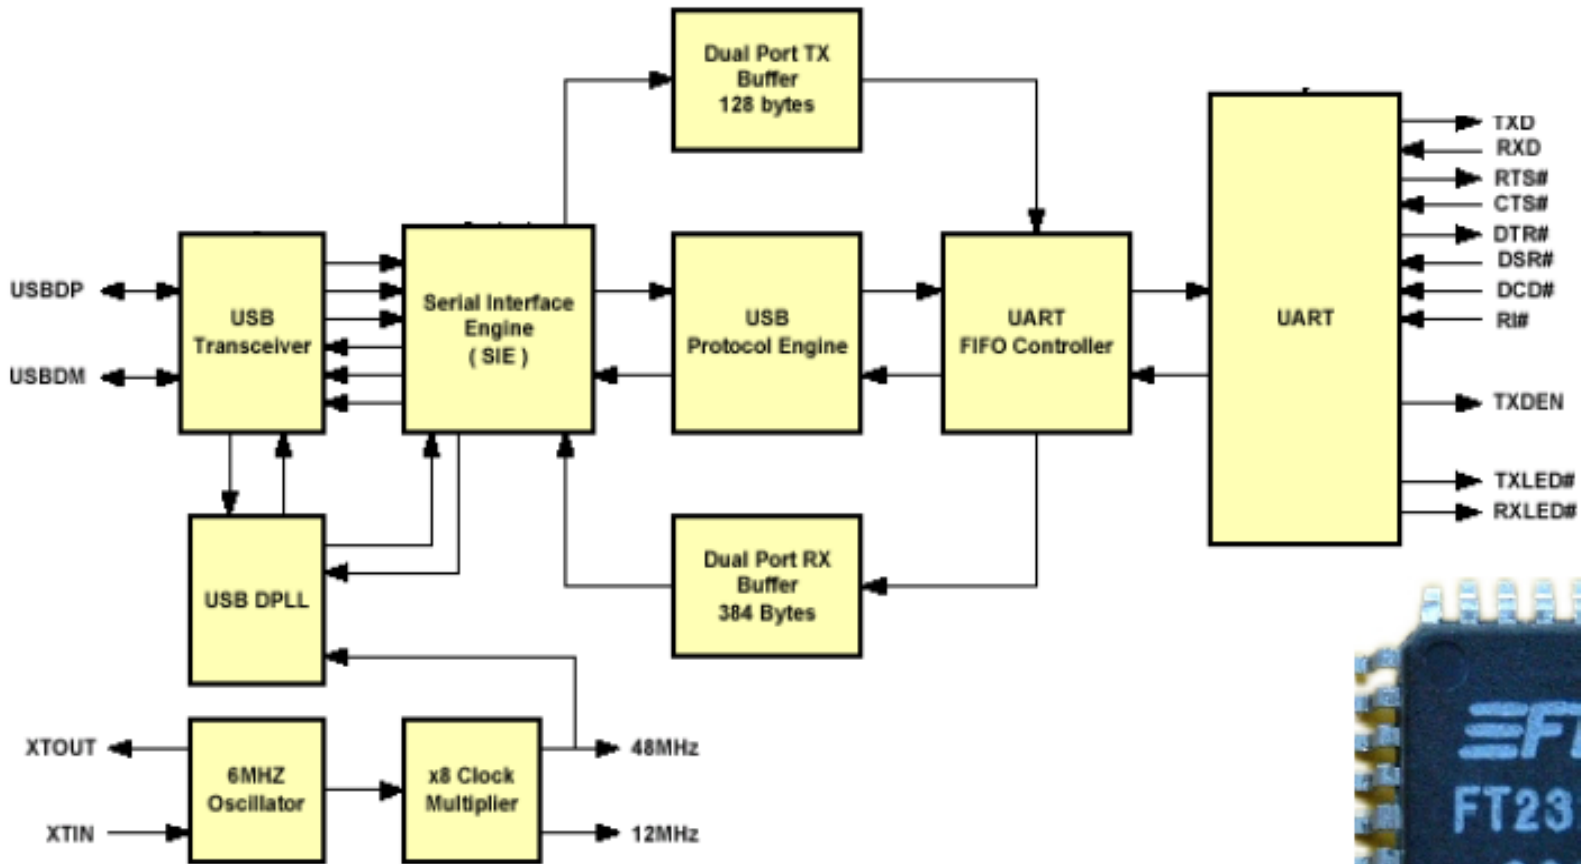 Dual Port TX
Buffer
128 bytes
TXD
RXD
RTS#
CTS#
DTR#
DSR#
DCD#
RI#
TXDEN
TXLED#
RXLED#
USBDP
USBDM
USB
Transceiver
Serial Interface
Engine
( SIE )
USB
Protocol Engine
UART
FIFO Controller
UART
USB DPLL
Dual Port RX
Buffer
384 Bytes
XTOUT
XTIN
6MHZ
Oscillator
x8 Clock
Multiplier
48MHz
12MHz
FT23